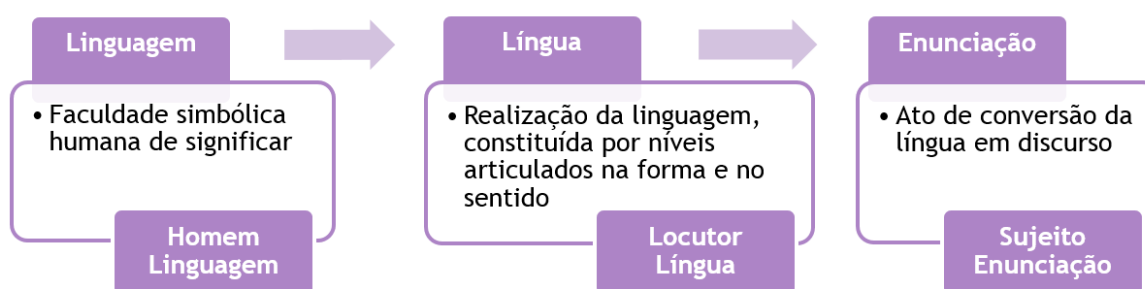 Linguagem
• Faculdade simbólica
humana de significar
Homem
Linguagem
Língua
• Realização da linguagem,
constituída por níveis
articulados na forma e no
sentido
Locutor
Língua
Enunciação
• Ato de conversão da
língua em discurso
Sujeito
Enunciação